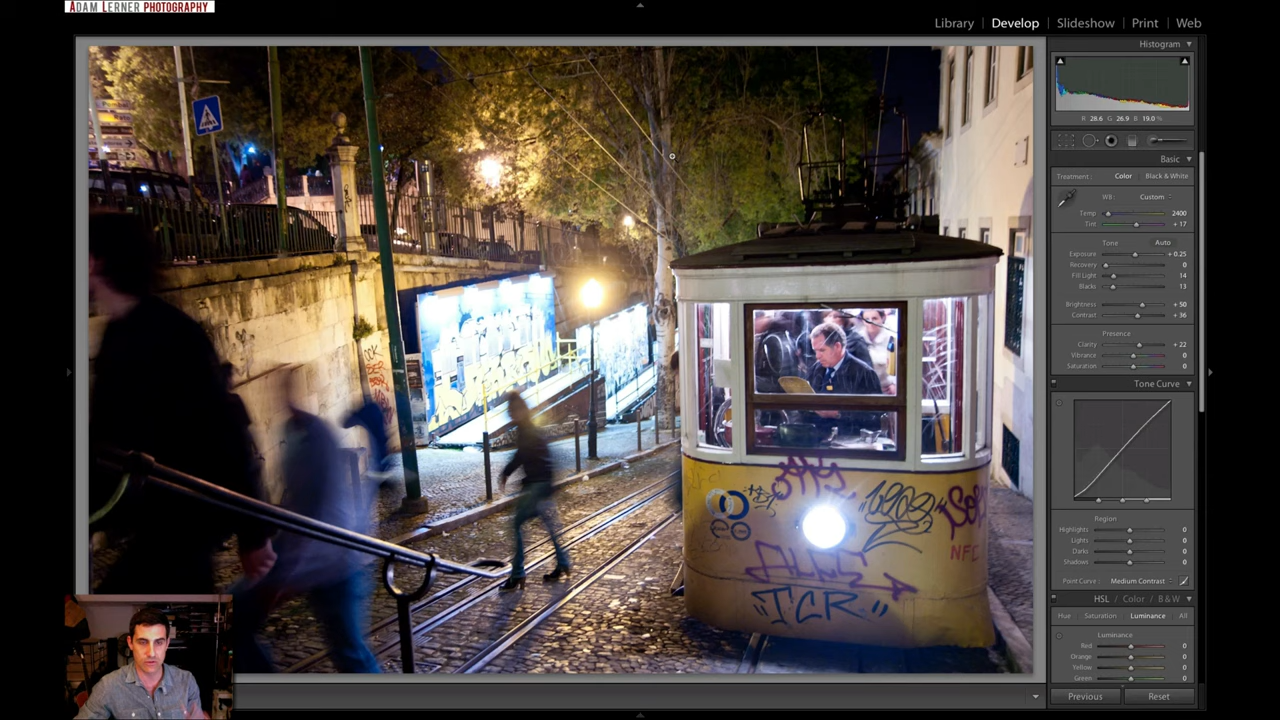 ADAM LERNER PHOTOGRAPHY
Library | Develop | Slideshow | Print | Web
Histogram
R 28.6 G 26.9 B 19.0 %
Basic
Treatment: Color Black & White
WB: Custom
Temp 2400
Tint + 17
Tone Auto
Exposure + 0.25
Recovery 0
Fill Light 14
Blacks 13
Brightness + 50
Contrast + 36
Presence
Clarity + 22
Vibrance 0
Saturation 0
Tone Curve
Region
Highlights 0
Lights 0
Darks 0
Shadows 0
Point Curve: Medium Contrast
HSL / Color / B&W
Hue Saturation Luminance All
Luminance
Red 0
Orange 0
Yellow 0
Green 0
Previous Reset
NFC
"TCR"